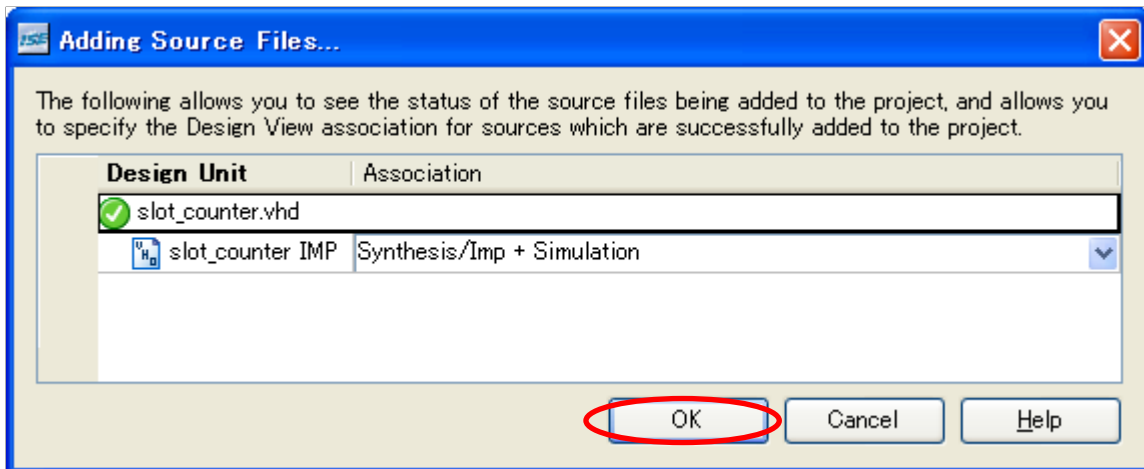 ISE Adding Source Files...
The following allows you to see the status of the source files being added to the project, and allows you
to specify the Design View association for sources which are successfully added to the project.
Design Unit Association
slot_counter.vhd
slot_counter IMP Synthesis/Imp + Simulation
OK Cancel Help